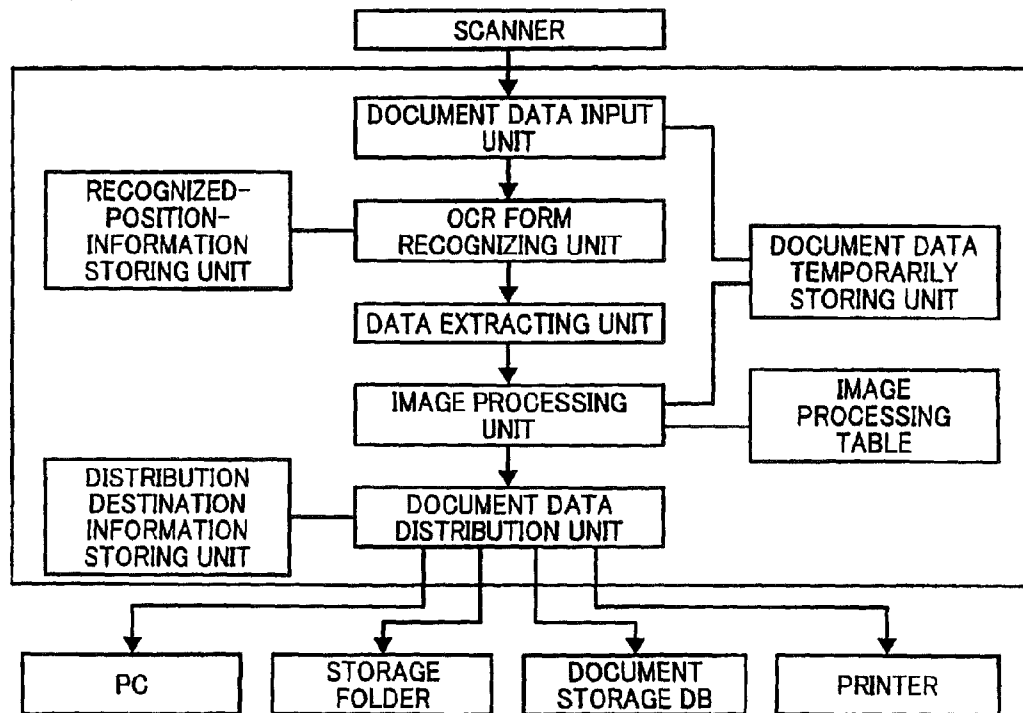 SCANNER
DOCUMENT DATA INPUT
UNIT
RECOGNIZED-
POSITION-
INFORMATION
STORING UNIT
OCR FORM
RECOGNIZING UNIT
DOCUMENT DATA
TEMPORARILY
STORING UNIT
DATA EXTRACTING UNIT
IMAGE PROCESSING
UNIT
IMAGE
PROCESSING
TABLE
DISTRIBUTION
DESTINATION
INFORMATION
STORING UNIT
DOCUMENT DATA
DISTRIBUTION UNIT
PC
STORAGE
FOLDER
DOCUMENT
STORAGE DB
PRINTER